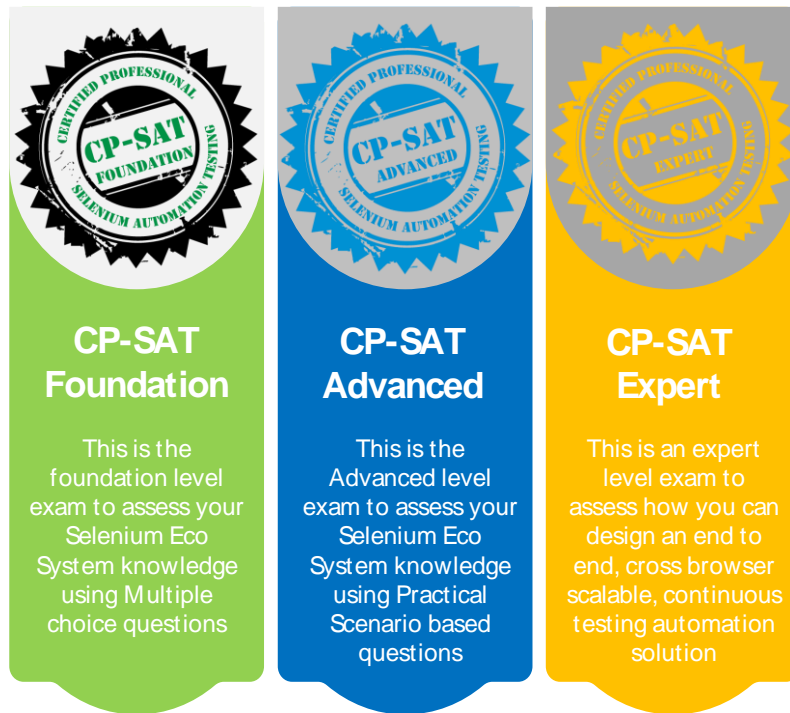 CERTIFIED PROFESSIONAL
CP-SAT
FOUNDATION
SELENIUM AUTOMATION TESTING
CP-SAT
Foundation
This is the
foundation level
exam to assess your
Selenium Eco
System knowledge
using Multiple
choice questions
CERTIFIED PROFESSIONAL
CP-SAT
ADVANCED
SELENIUM AUTOMATION TESTING
CP-SAT
Advanced
This is the
Advanced level
exam to assess your
Selenium Eco
System knowledge
using Practical
Scenario based
questions
CERTIFIED PROFESSIONAL
CP-SAT
EXPERT
SELENIUM AUTOMATION TESTING
CP-SAT
Expert
This is an expert
level exam to
assess how you can
design an end to
end, cross browser
scalable, continuous
testing automation
solution